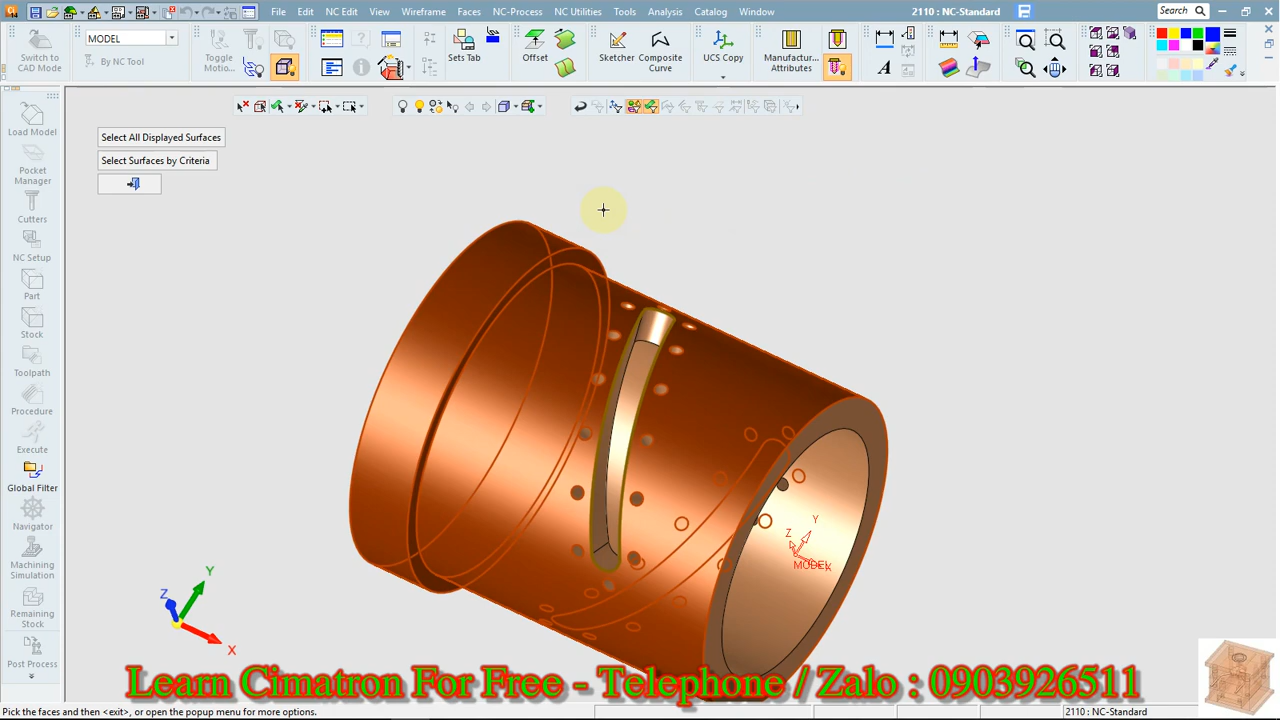 File Edit NC Edit View Wireframe Faces NC-Process NC Utilities Tools Analysis Catalog Window
2110 : NC-Standard
Search
Switch to CAD Mode
MODEL
By NC Tool
Toggle Motio...
Sets Tab
Offset
Sketcher
Composite Curve
UCS Copy
Manufactur... Attributes
Select All Displayed Surfaces
Select Surfaces by Criteria
Load Model
Pocket Manager
Cutters
NC Setup
Part
Stock
Toolpath
Procedure
Execute
Global Filter
Navigator
Machining Simulation
Remaining Stock
Post Process
Y
Z
MODEL
X
Y
Z
X
Learn Cimatron For Free - Telephone / Zalo : 0903926511
Pick the faces and then <exit>, or open the popup menu for more options.
2110 : NC-Standard